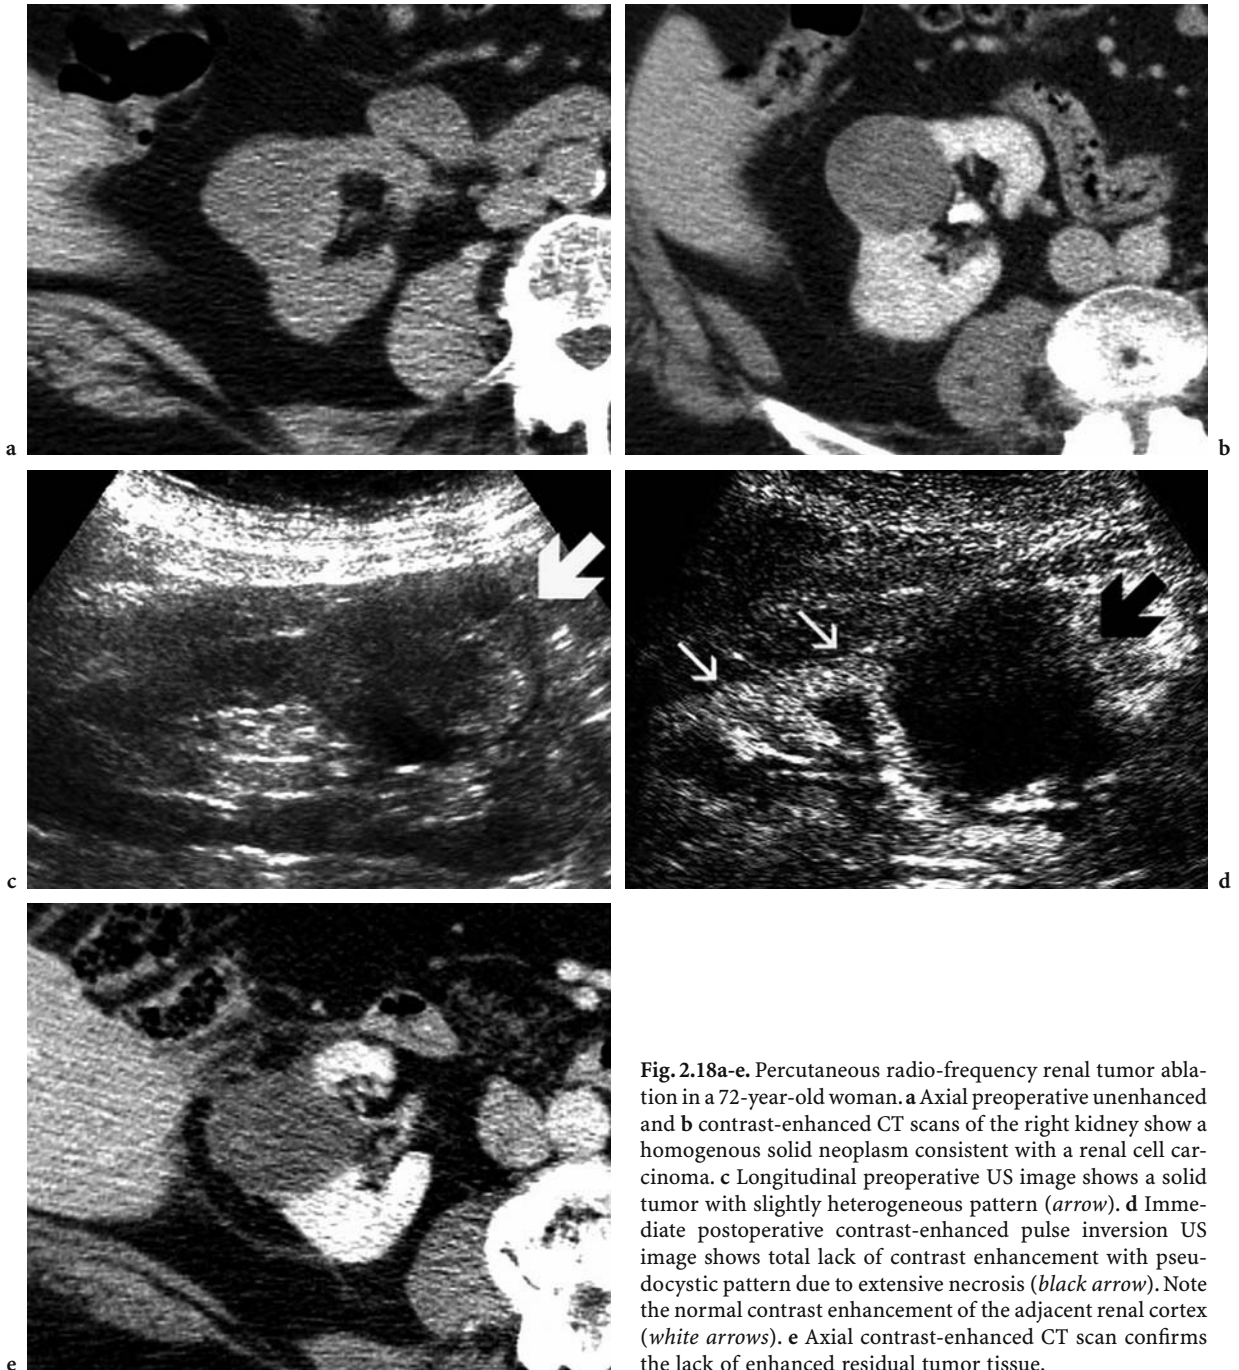 a
b
c
d
e
Fig. 2.18a-e. Percutaneous radio-frequency renal tumor abla-
tion in a 72-year-old woman. a Axial preoperative unenhanced
and b contrast-enhanced CT scans of the right kidney show a
homogenous solid neoplasm consistent with a renal cell car-
cinoma. c Longitudinal preoperative US image shows a solid
tumor with slightly heterogeneous pattern (arrow). d Imme-
diate postoperative contrast-enhanced pulse inversion US
image shows total lack of contrast enhancement with pseu-
docystic pattern due to extensive necrosis (black arrow). Note
the normal contrast enhancement of the adjacent renal cortex
(white arrows). e Axial contrast-enhanced CT scan confirms
the lack of enhanced residual tumor tissue.